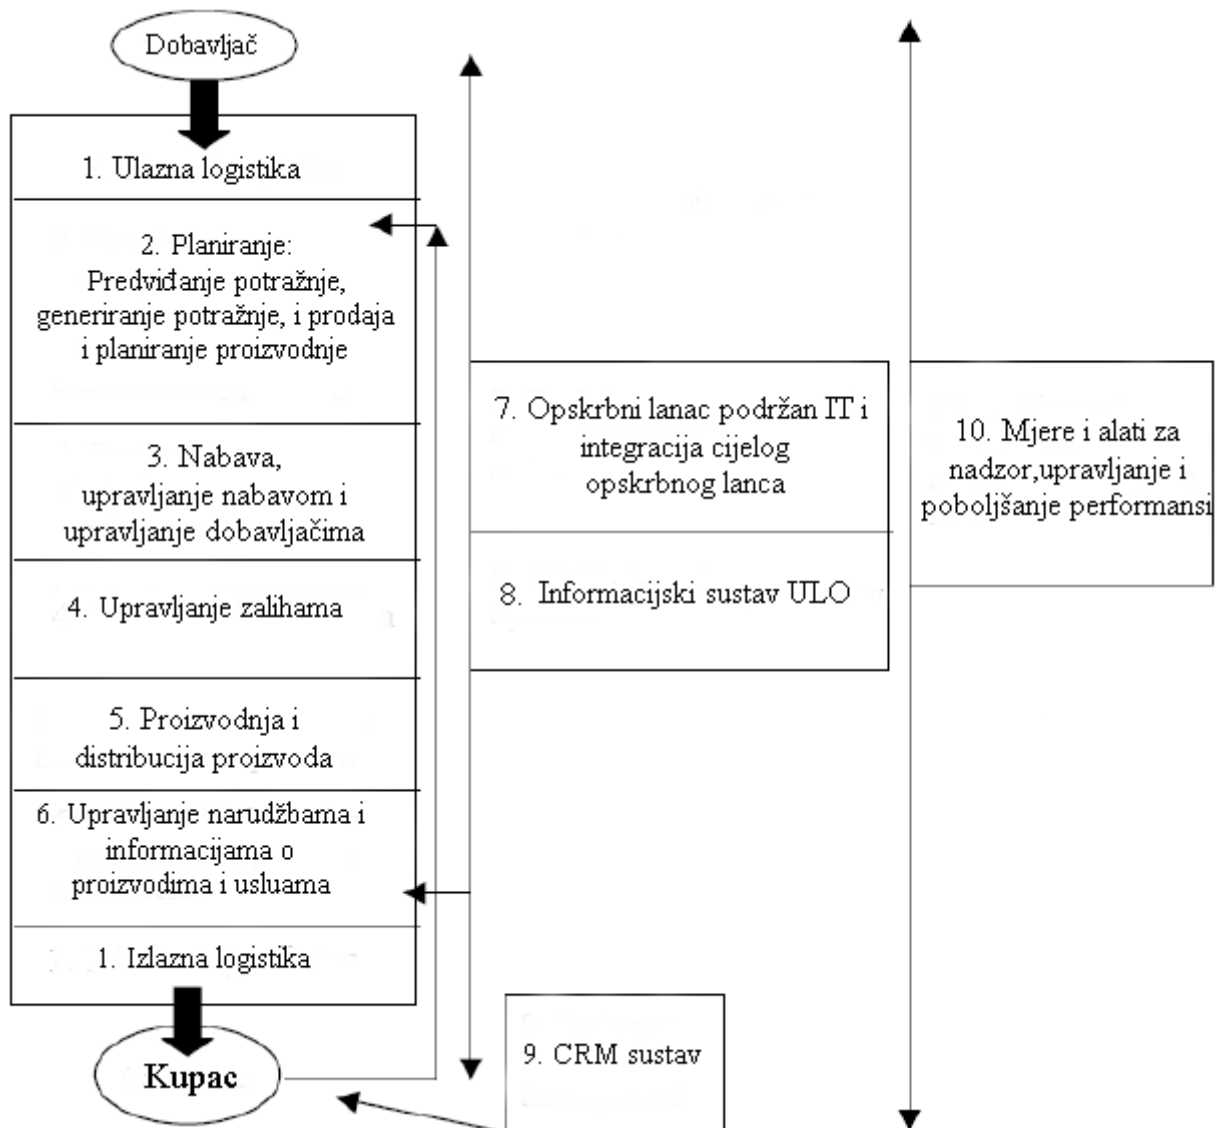 Dobavljač
1. Ulazna logistika
2. Planiranje:
Predviđanje potražnje,
generiranje potražnje, i prodaja
i planiranje proizvodnje
3. Nabava,
upravljanje nabavom i
upravljanje dobavljačima
4. Upravljanje zalihama
5. Proizvodnja i
distribucija proizvoda
6. Upravljanje narudžbama i
informacijama o
proizvodima i usluama
1. Izlazna logistika
Kupac
7. Opskrbni lanac podržan IT i
integracija cijelog
opskrbnog lanca
8. Informacijski sustav ULO
9. CRM sustav
10. Mjere i alati za
nadzor,upravljanje i
poboljšanje performansi